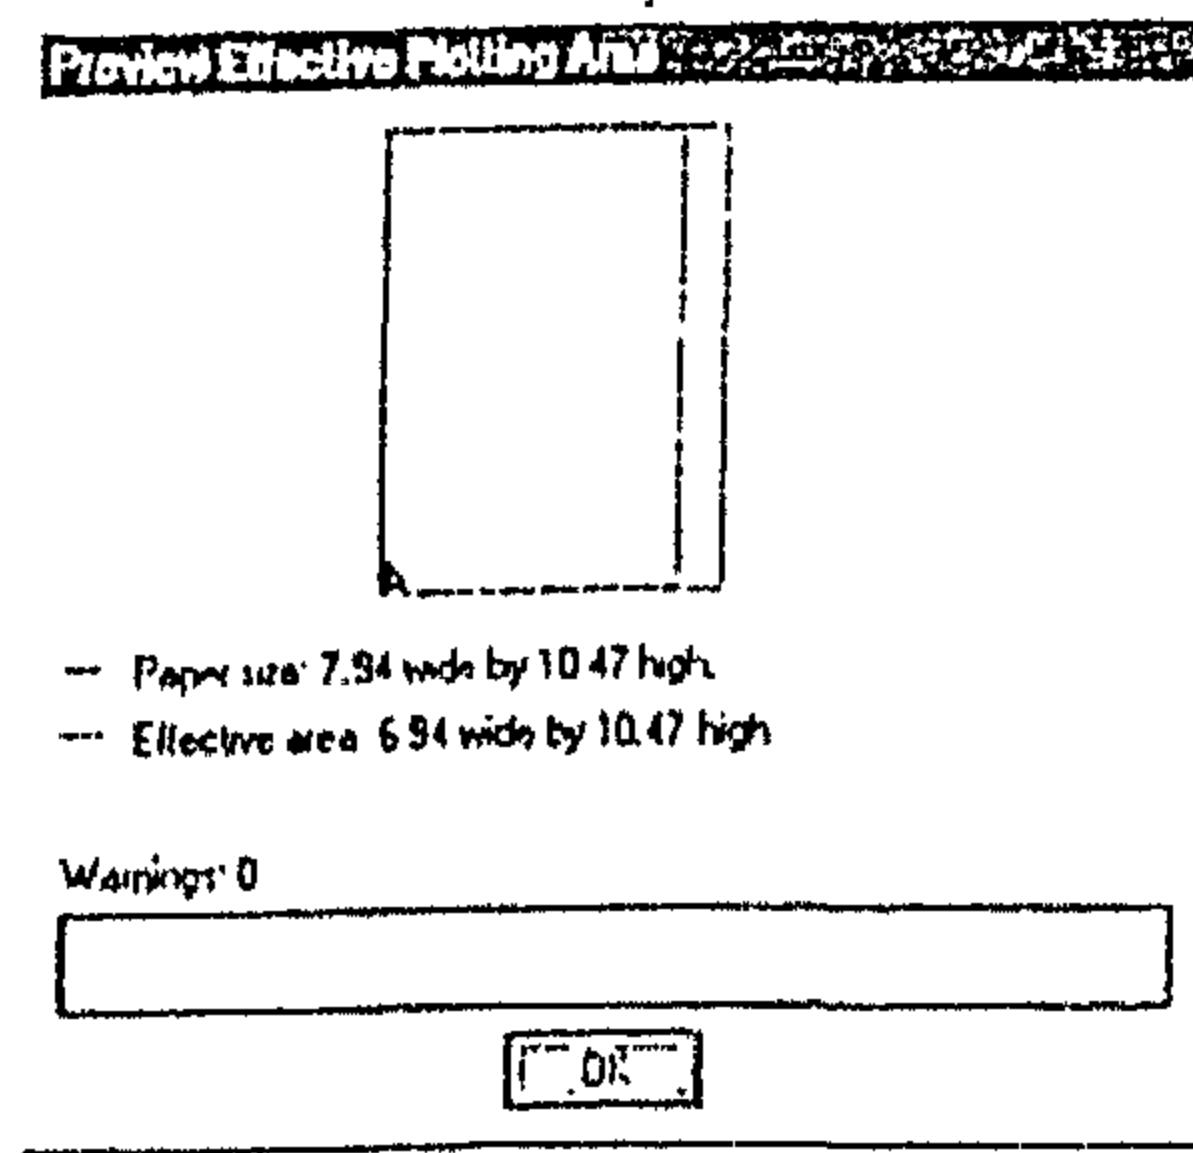 Preview Effective Plotting Area
Paper size: 7.94 wide by 10.47 high.
Effective area: 6.94 wide by 10.47 high
Warnings: 0
OK